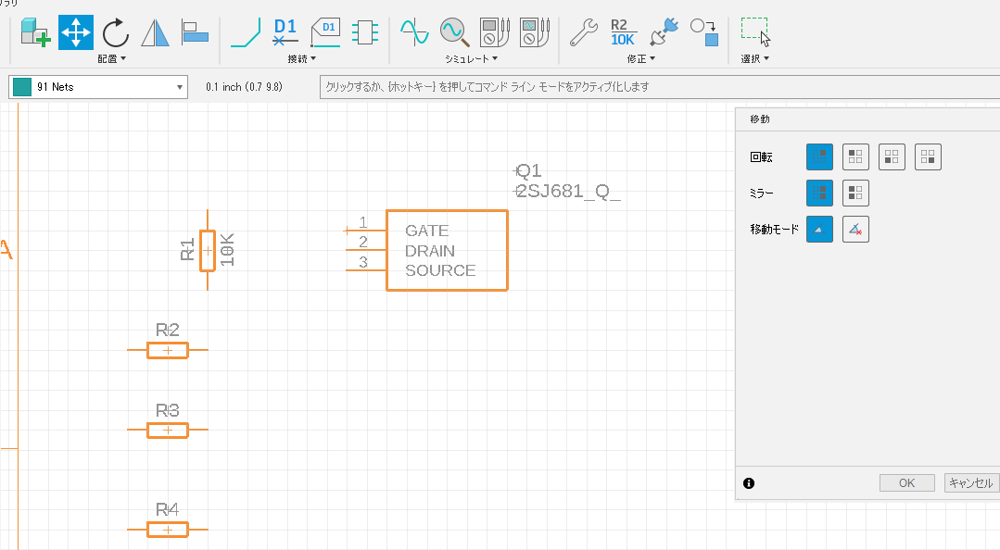 D1
D1
R2
10K
配置 ▾
接続 ▾
シミュレート ▾
修正 ▾
選択 ▾
91 Nets
0.1 inch (0.7 9.8)
クリックするか、{ホットキー} を押してコマンド ライン モードをアクティブ化します
移動
回転
ミラー
移動モード
OK
キャンセル
A
R1
10K
Q1
2SJ681_Q_
1
GATE
2
DRAIN
3
SOURCE
R2
R3
R4